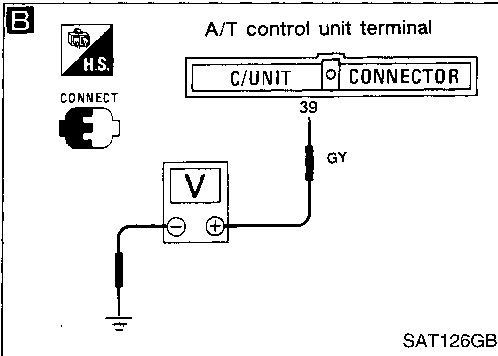 B
A/T control unit terminal
H.S.
C/UNIT
CONNECTOR
CONNECT
39
GY
V
− +
SAT126GB